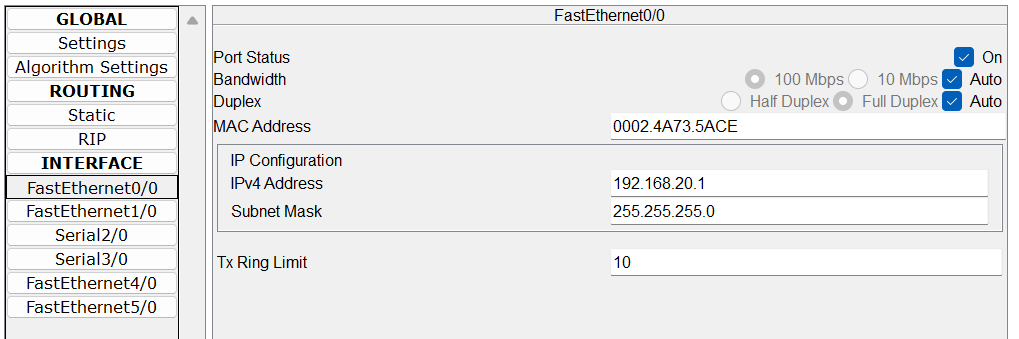 GLOBAL
Settings
Algorithm Settings
ROUTING
Static
RIP
INTERFACE
FastEthernet0/0
FastEthernet1/0
Serial2/0
Serial3/0
FastEthernet4/0
FastEthernet5/0
FastEthernet0/0
Port Status On
Bandwidth 100 Mbps 10 Mbps Auto
Duplex Half Duplex Full Duplex Auto
MAC Address 0002.4A73.5ACE
IP Configuration
IPv4 Address 192.168.20.1
Subnet Mask 255.255.255.0
Tx Ring Limit 10